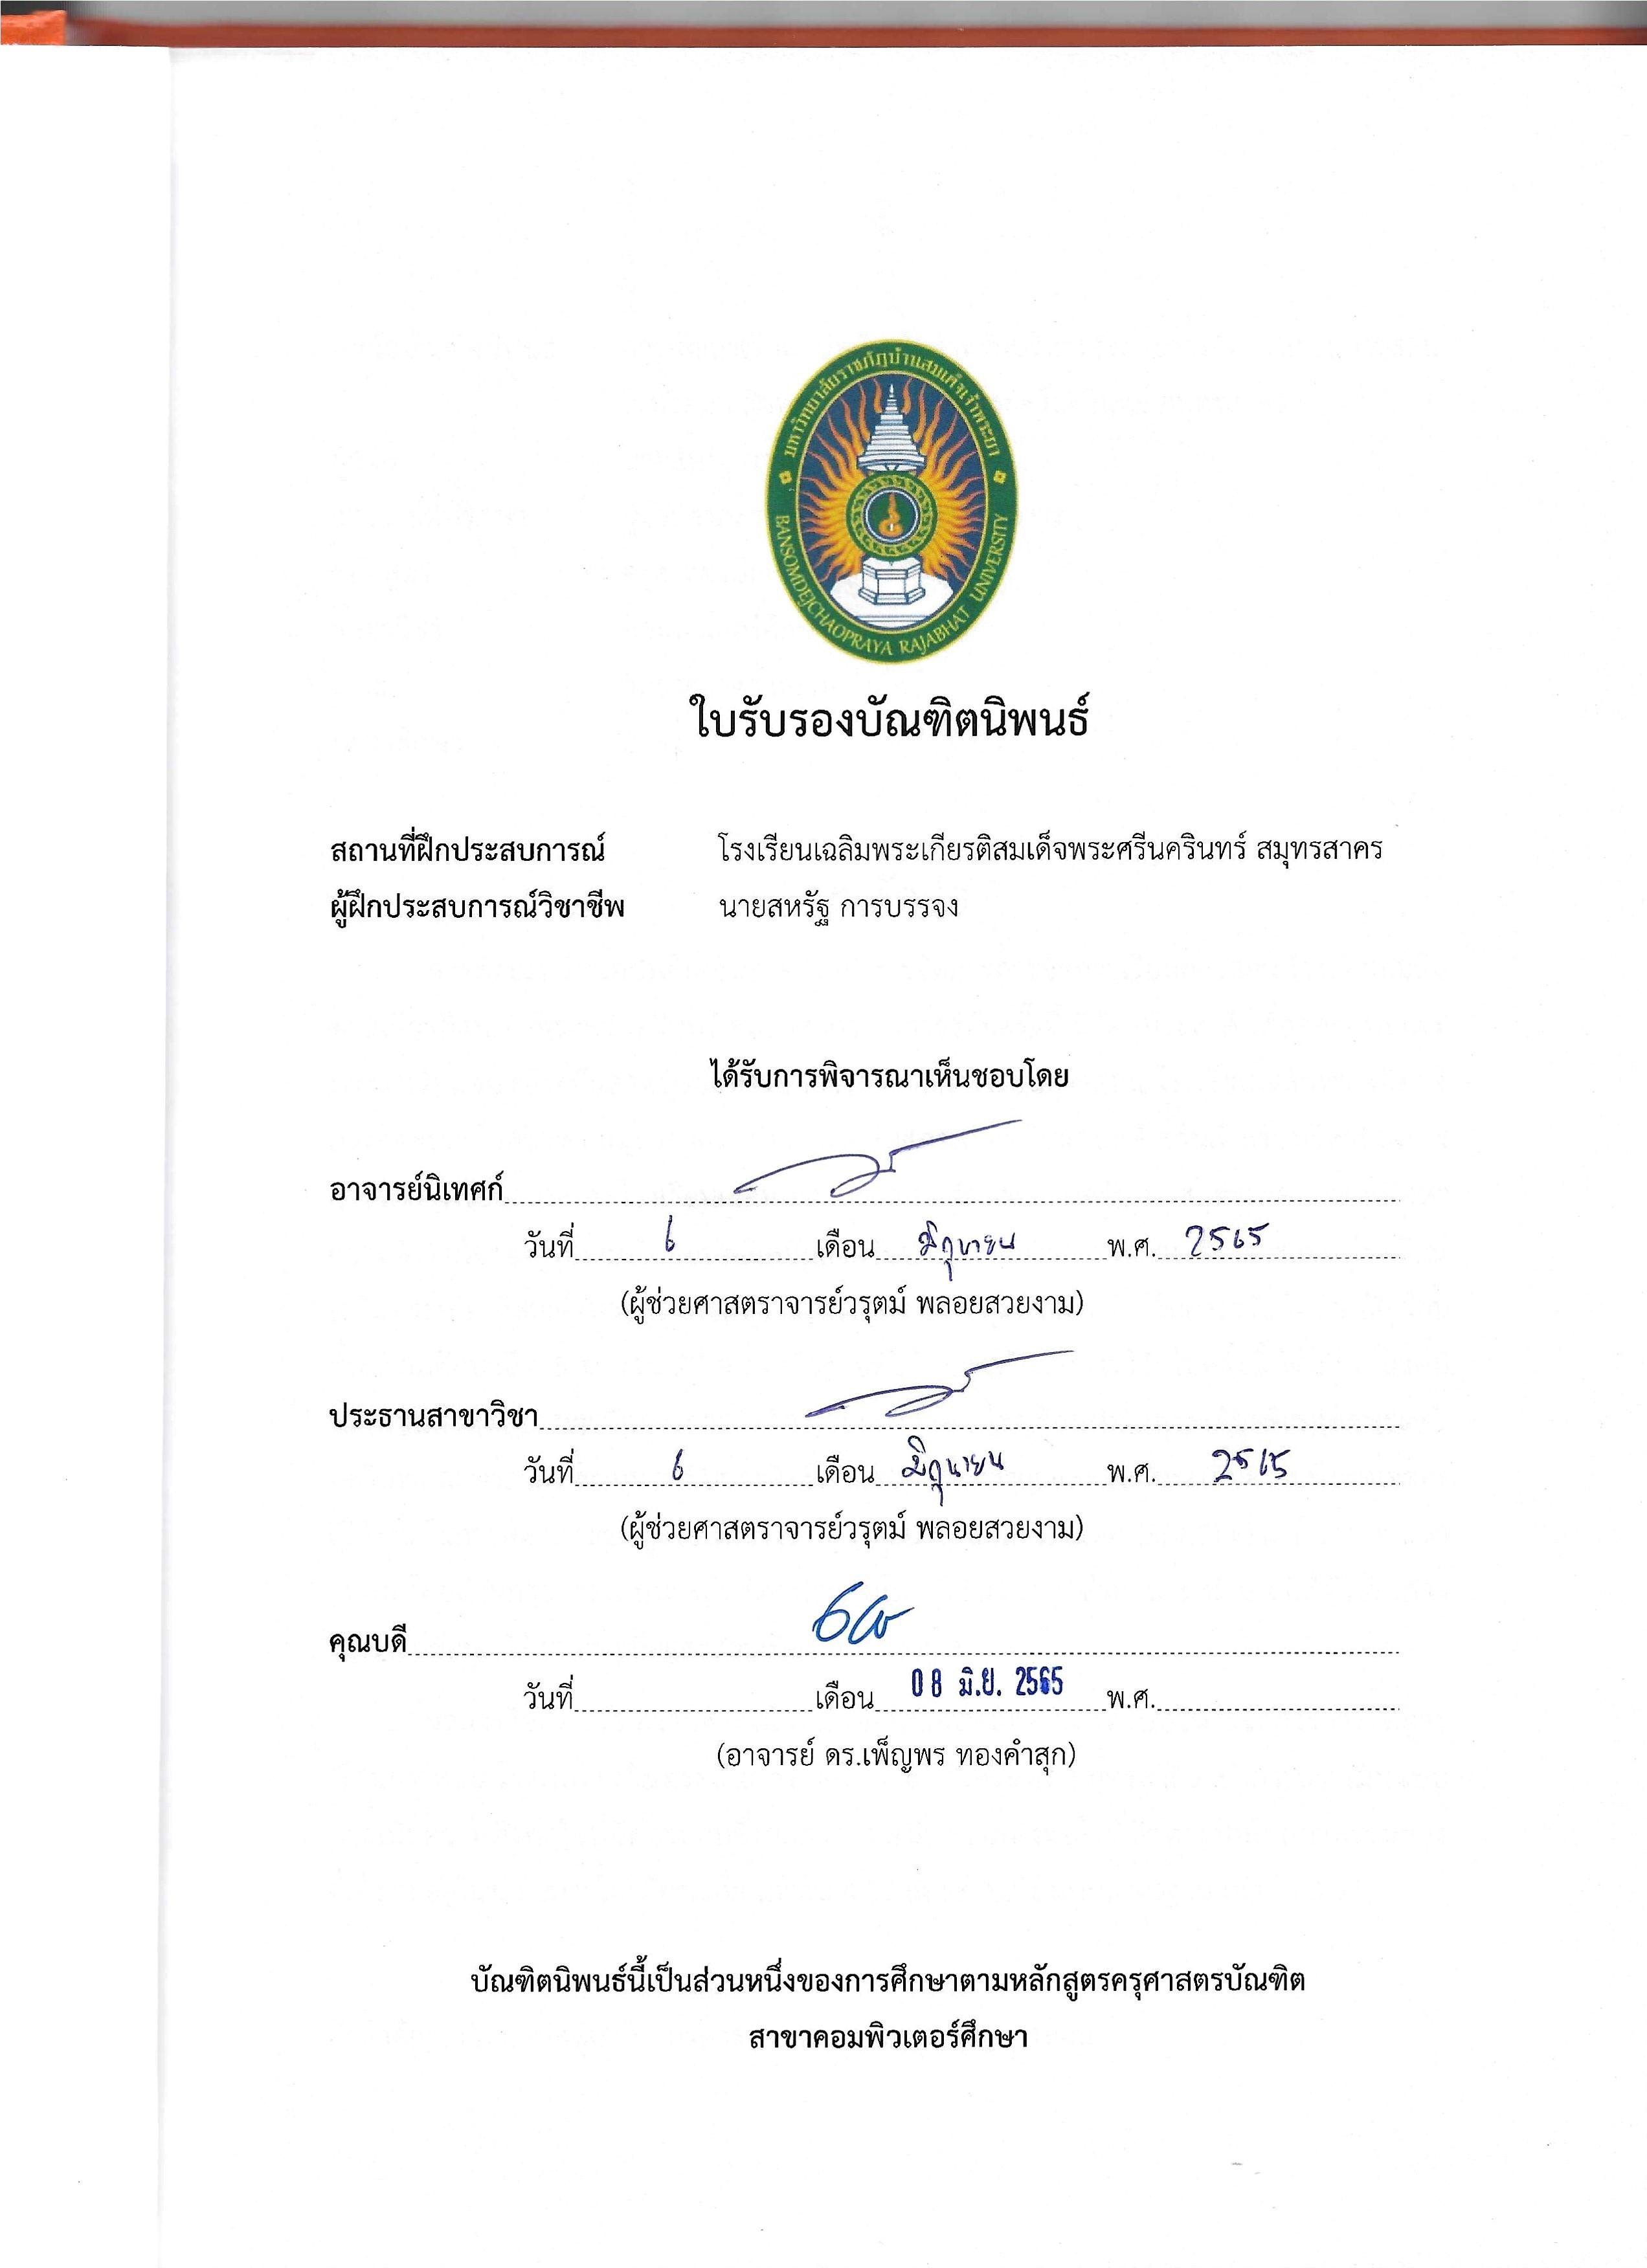 มหาวิทยาลัยราชภัฏบ้านสมเด็จเจ้าพระยา
BANSOMDEJCHAOPRAYA RAJABHAT UNIVERSITY
ใบรับรองบัณฑิตนิพนธ์
สถานที่ฝึกประสบการณ์ โรงเรียนเฉลิมพระเกียรติสมเด็จพระศรีนครินทร์ สมุทรสาคร
ผู้ฝึกประสบการณ์วิชาชีพ นายสหรัฐ การบรรจง
ได้รับการพิจารณาเห็นชอบโดย
อาจารย์นิเทศก์
วันที่ 6 เดือน มิถุนายน พ.ศ. 2565
(ผู้ช่วยศาสตราจารย์วรุตม์ พลอยสวยงาม)
ประธานสาขาวิชา
วันที่ 6 เดือน มิถุนายน พ.ศ. 2565
(ผู้ช่วยศาสตราจารย์วรุตม์ พลอยสวยงาม)
คุณบดี
วันที่ เดือน 08 มิ.ย. 2565 พ.ศ.
(อาจารย์ ดร.เพ็ญพร ทองคำสุก)
บัณฑิตนิพนธ์นี้เป็นส่วนหนึ่งของการศึกษาตามหลักสูตรครุศาสตรบัณฑิต
สาขาคอมพิวเตอร์ศึกษา